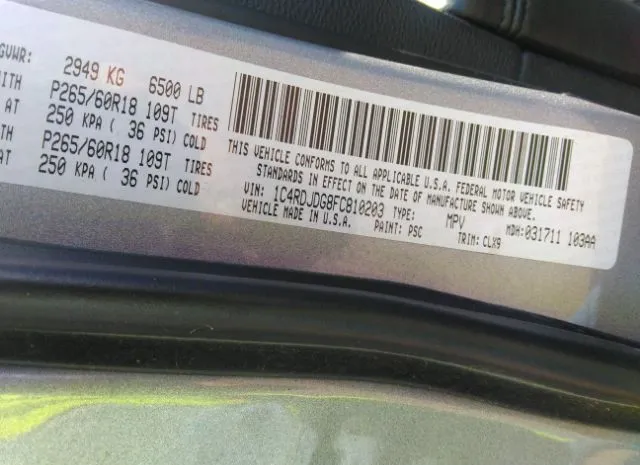 GVWR: 2949 KG 6500 LB
P265/60R18 109T TIRES
AT 250 KPA ( 36 PSI) COLD
P265/60R18 109T TIRES
AT 250 KPA ( 36 PSI) COLD
THIS VEHICLE CONFORMS TO ALL APPLICABLE U.S.A. FEDERAL MOTOR VEHICLE SAFETY
STANDARDS IN EFFECT ON THE DATE OF MANUFACTURE SHOWN ABOVE.
VIN: 1C4RDJDG8FC810203 TYPE: MPV MDH: 031711 103AA
VEHICLE MADE IN U.S.A. PAINT: PSC TRIM: CLX9